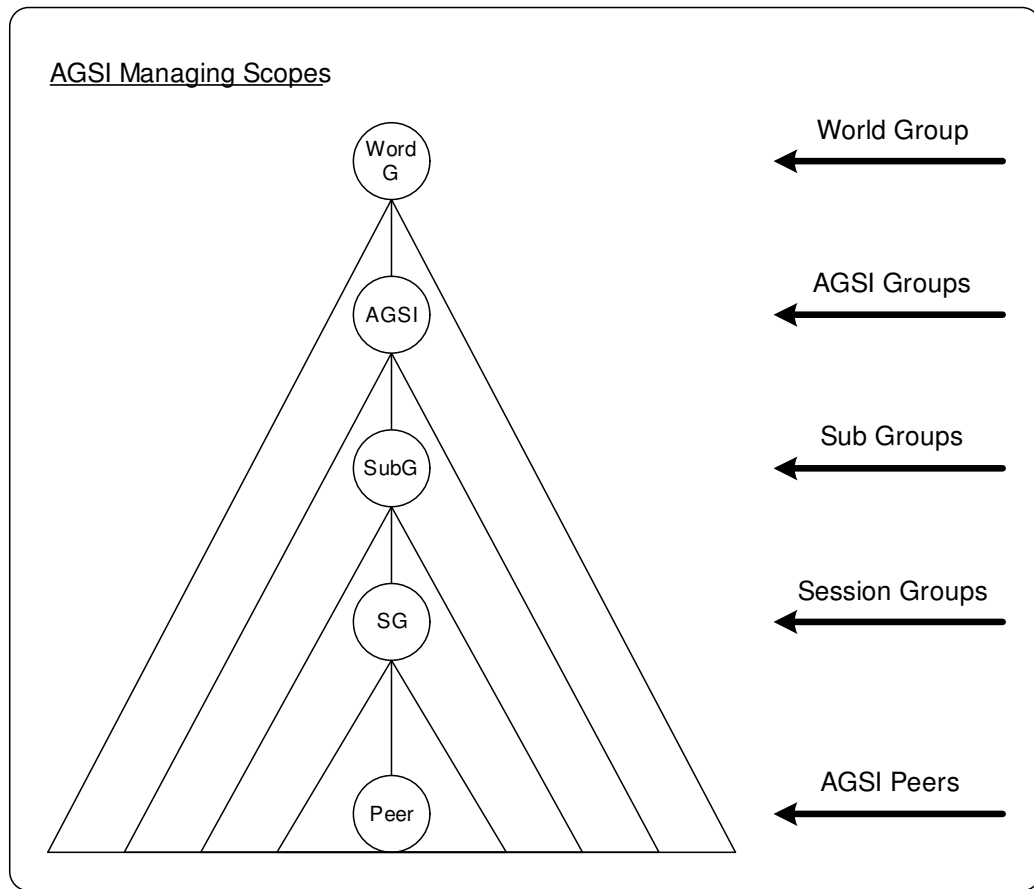 AGSI Managing Scopes
World Group
Word
G
AGSI Groups
AGSI
Sub Groups
SubG
Session Groups
SG
AGSI Peers
Peer